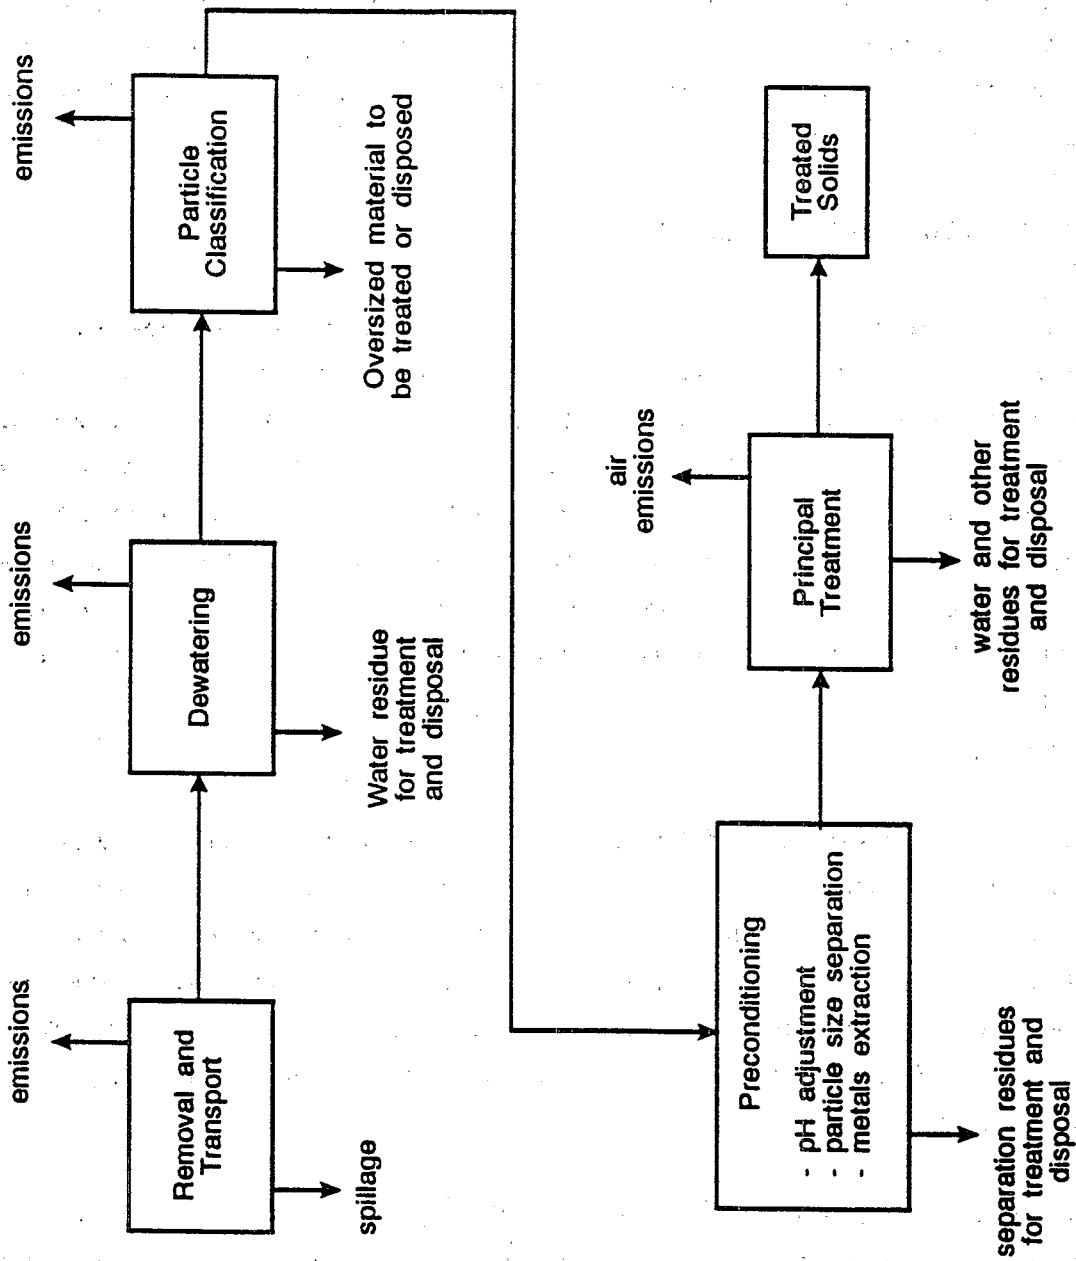 emissions
Removal and
Transport
spillage
emissions
Dewatering
Water residue
for treatment
and disposal
emissions
Particle
Classification
Oversized material to
be treated or disposed
Preconditioning
- pH adjustment
- particle size separation
- metals extraction
separation residues
for treatment and
disposal
air
emissions
Principal
Treatment
water and other
residues for treatment
and disposal
Treated
Solids